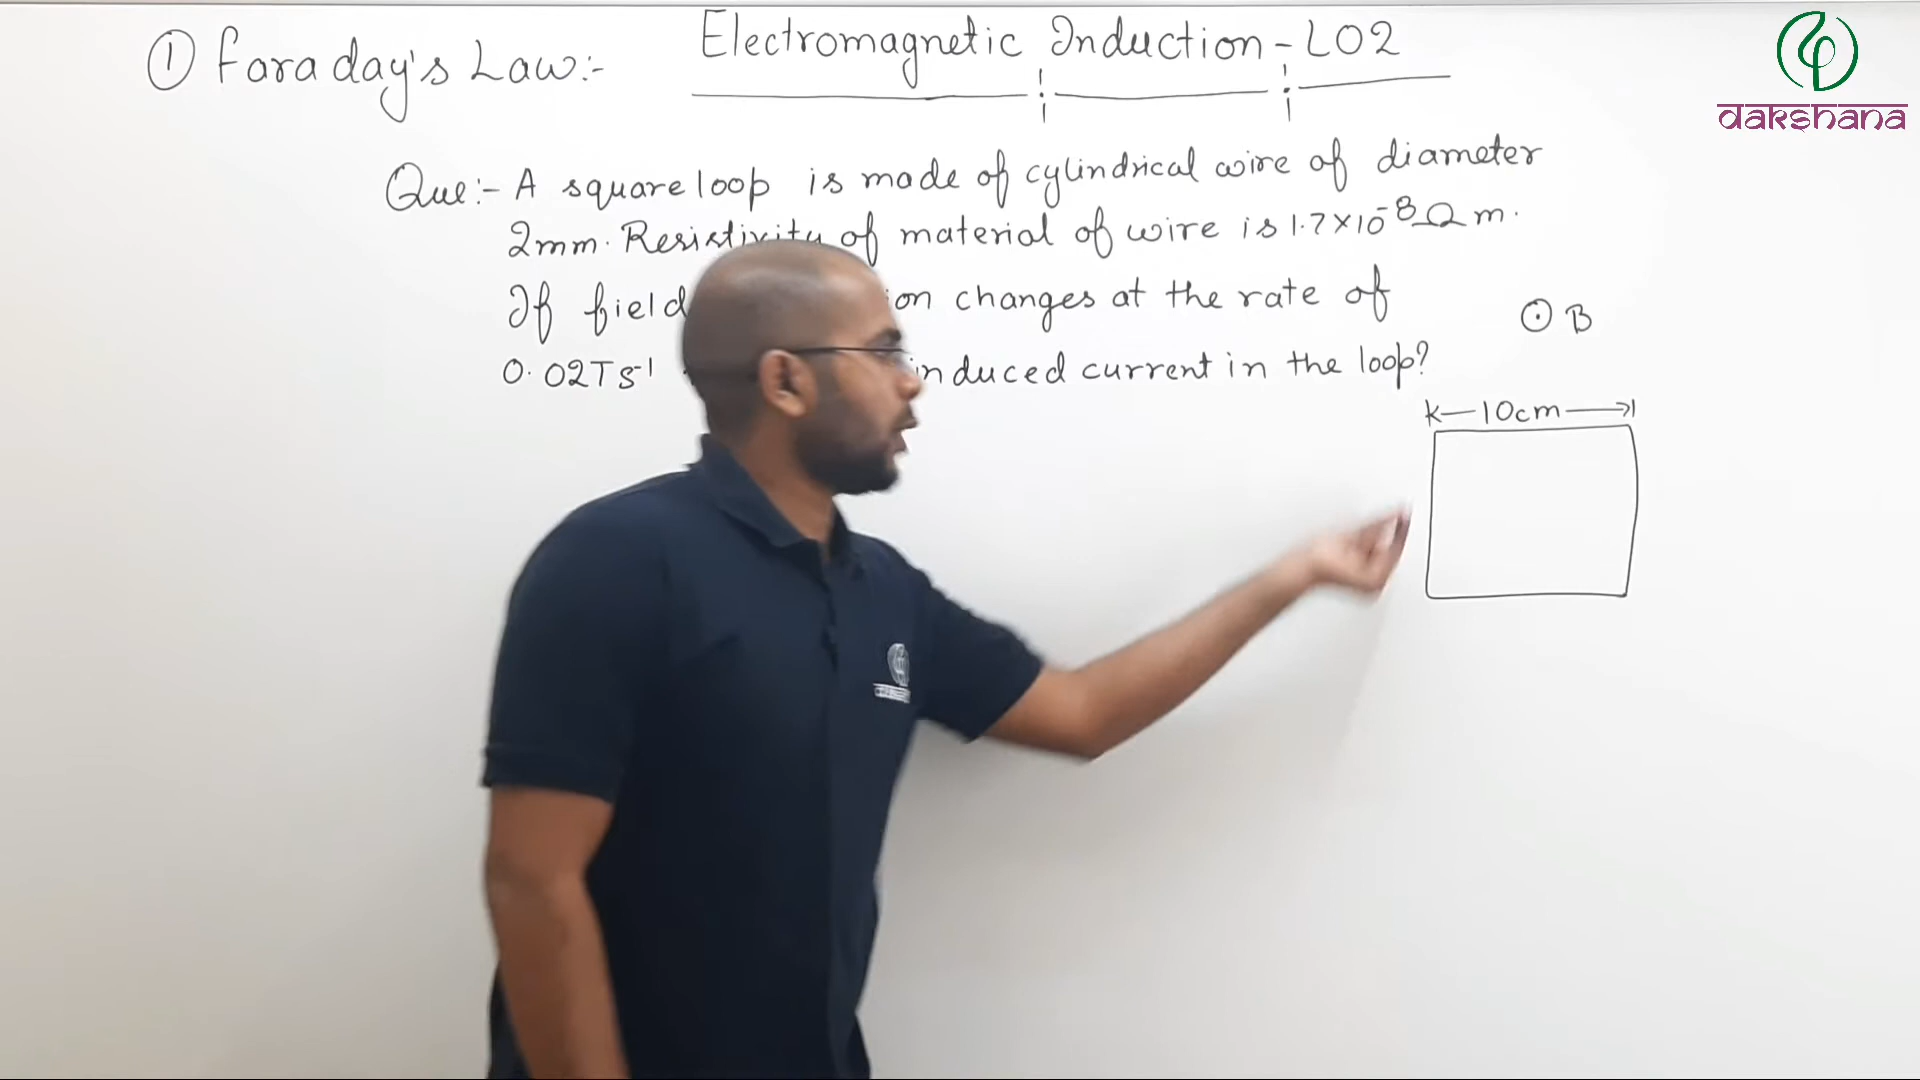 ① Faraday's Law:-
Electromagnetic Induction - L02
dakshana
Que:- A square loop is made of cylindrical wire of diameter
2mm. Resistivity of material of wire is 1.7×10⁻⁸ Ω m.
If field changes at the rate of
0.02 T s⁻¹ induced current in the loop?
⊙ B
10cm